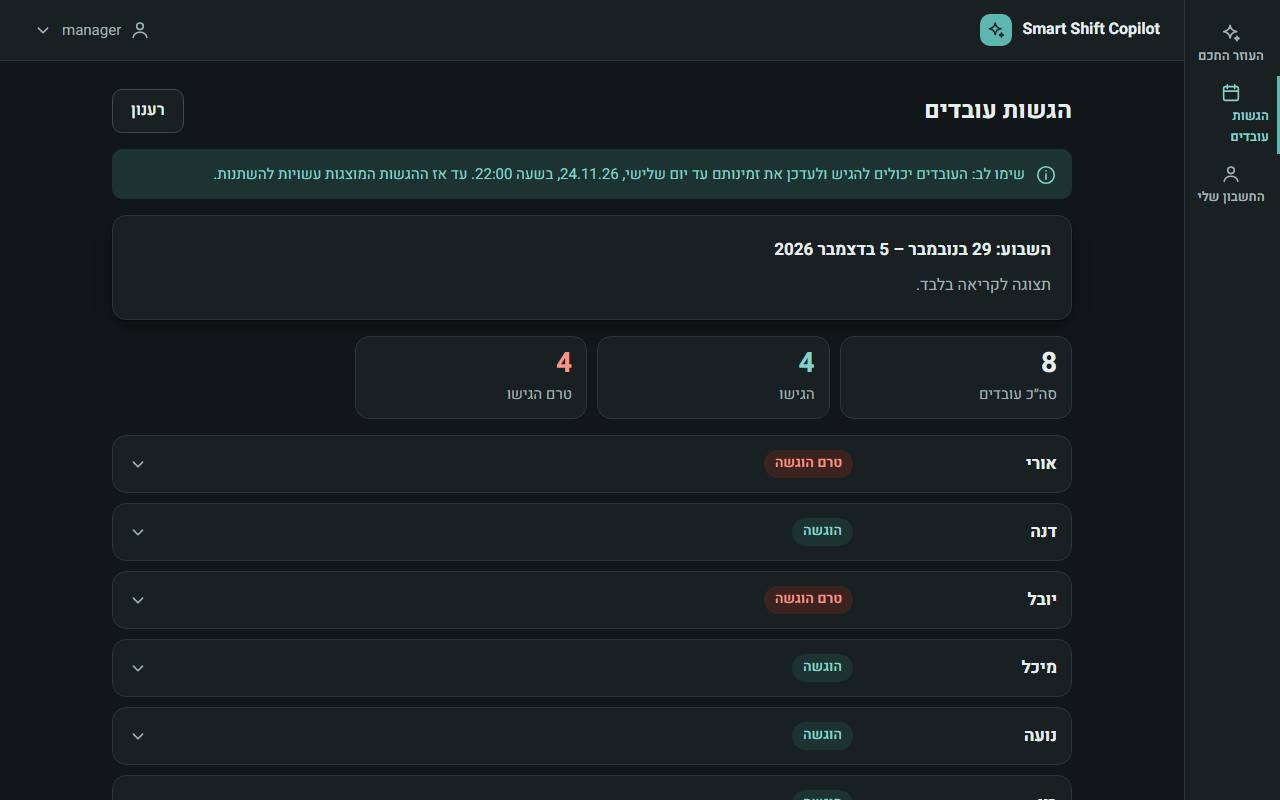 Smart Shift Copilot
manager
העוזר החכם
הגשות
עובדים
החשבון שלי
הגשות עובדים
רענון
שימו לב: העובדים יכולים להגיש ולעדכן את זמינותם עד יום שלישי, 24.11.26, בשעה 22:00. עד אז ההגשות המוצגות עשויות להשתנות.
השבוע: 29 בנובמבר – 5 בדצמבר 2026
תצוגה לקריאה בלבד.
8
סה״כ עובדים
4
הגישו
4
טרם הגישו
אורי
טרם הוגשה
דנה
הוגשה
יובל
טרם הוגשה
מיכל
הוגשה
נועה
הוגשה